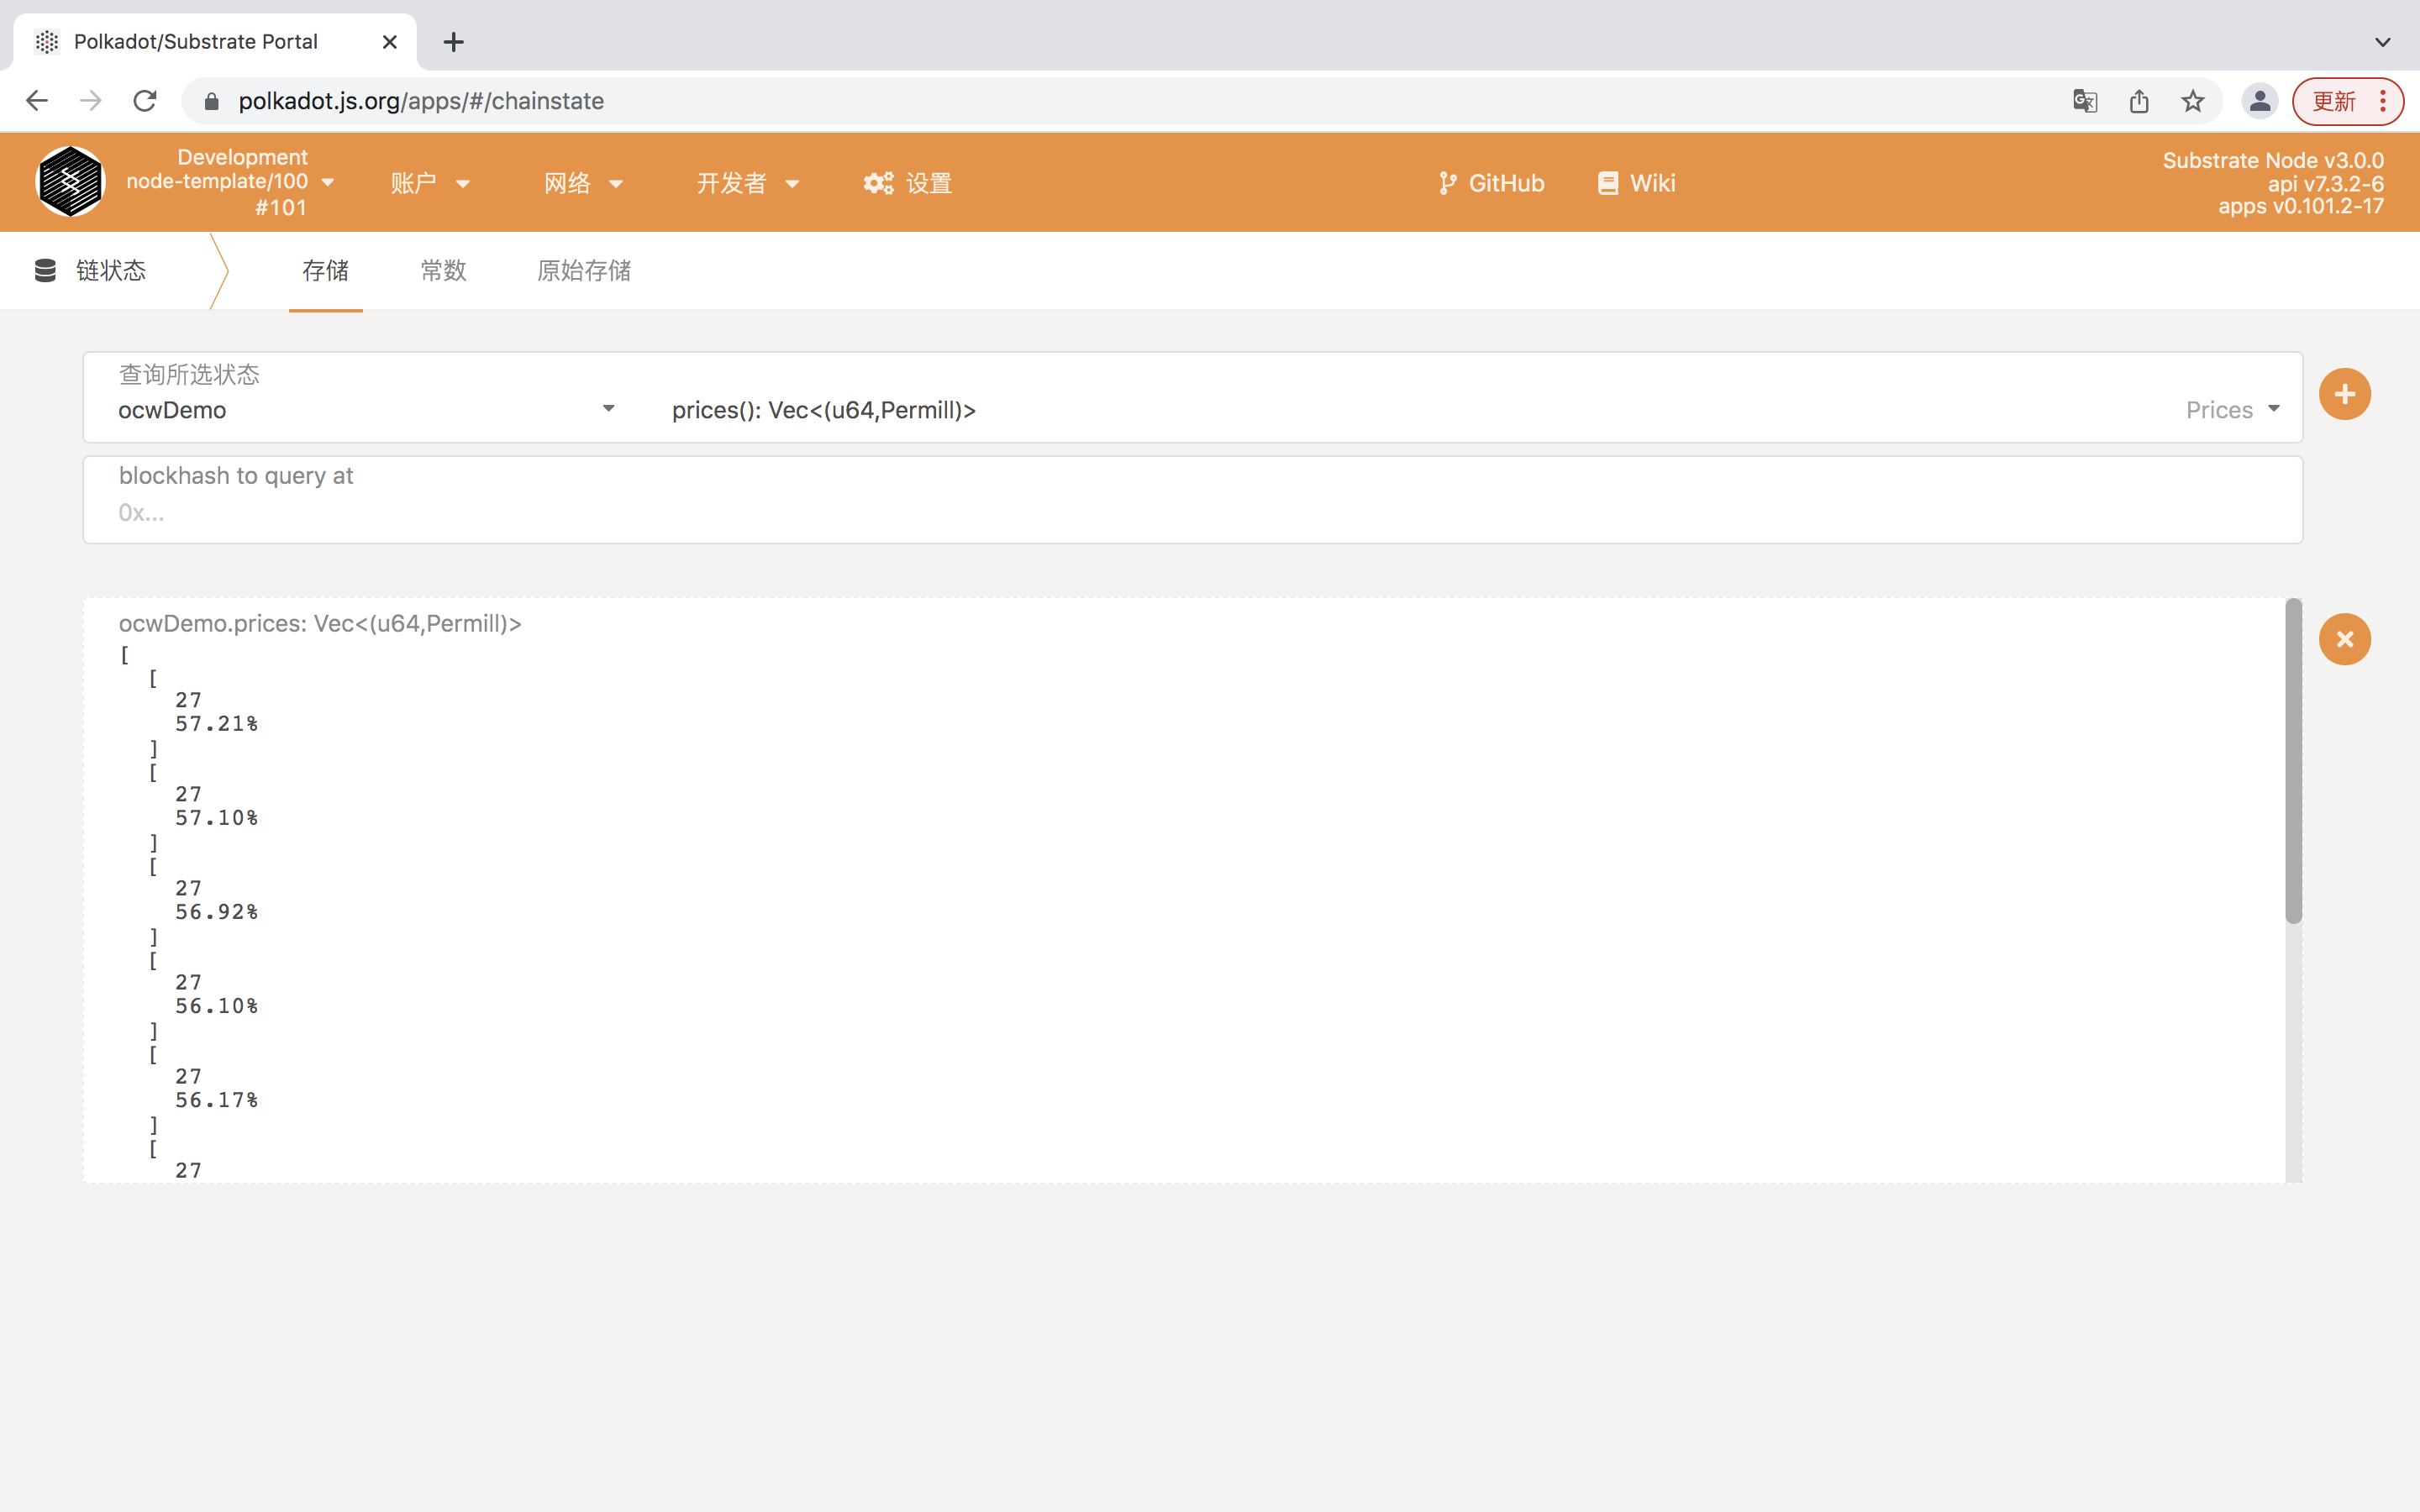 Polkadot/Substrate Portal
polkadot.js.org/apps/#/chainstate
更新
Development
node-template/100
#101
账户
网络
开发者
设置
GitHub
Wiki
Substrate Node v3.0.0
api v7.3.2-6
apps v0.101.2-17
链状态
存储
常数
原始存储
查询所选状态
ocwDemo
prices(): Vec<(u64,Permill)>
Prices
blockhash to query at
0x...
ocwDemo.prices: Vec<(u64,Permill)>
[
[
27
57.21%
]
[
27
57.10%
]
[
27
56.92%
]
[
27
56.10%
]
[
27
56.17%
]
[
27